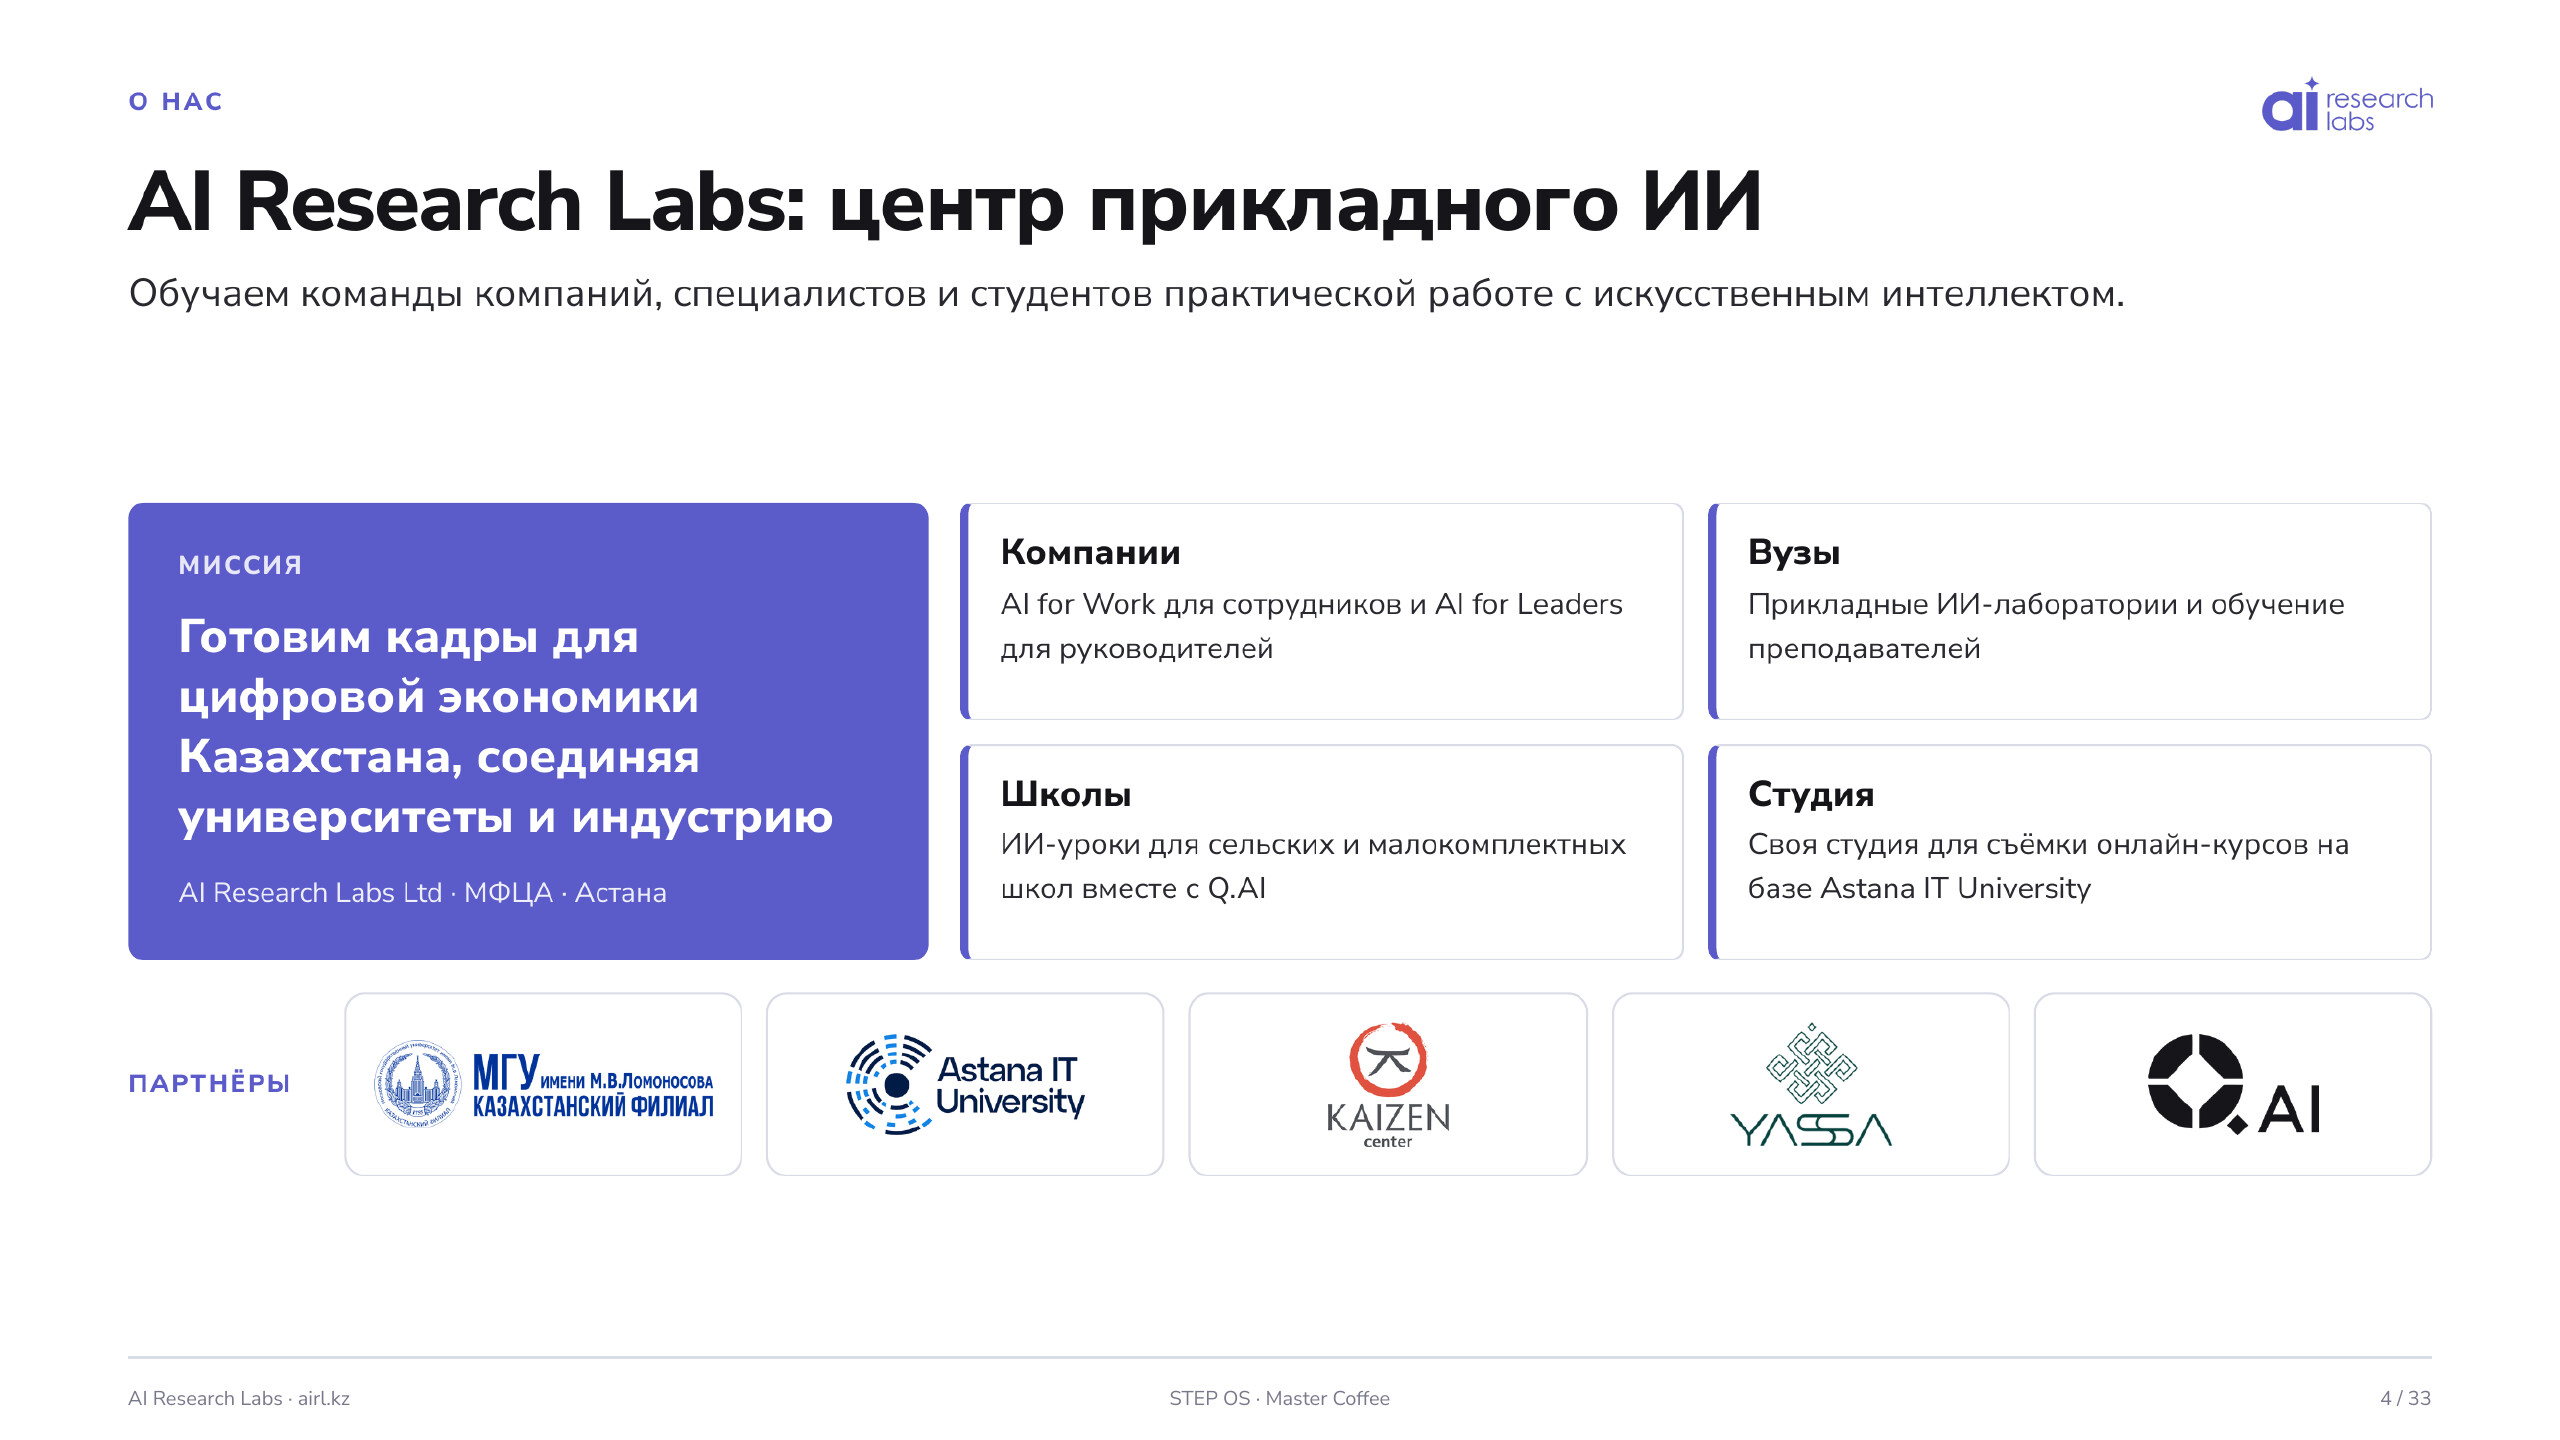 О НАС
ai research labs
AI Research Labs: центр прикладного ИИ
Обучаем команды компаний, специалистов и студентов практической работе с искусственным интеллектом.
МИССИЯ
Готовим кадры для
цифровой экономики
Казахстана, соединяя
университеты и индустрию
AI Research Labs Ltd · МФЦА · Астана
Компании
AI for Work для сотрудников и AI for Leaders
для руководителей
Вузы
Прикладные ИИ-лаборатории и обучение
преподавателей
Школы
ИИ-уроки для сельских и малокомплектных
школ вместе с Q.AI
Студия
Своя студия для съёмки онлайн-курсов на
базе Astana IT University
ПАРТНЁРЫ
МГУ ИМЕНИ М.В.ЛОМОНОСОВА
КАЗАХСТАНСКИЙ ФИЛИАЛ
Astana IT
University
KAIZEN
center
YASSA
Q.AI
AI Research Labs · airl.kz
STEP OS · Master Coffee
4 / 33